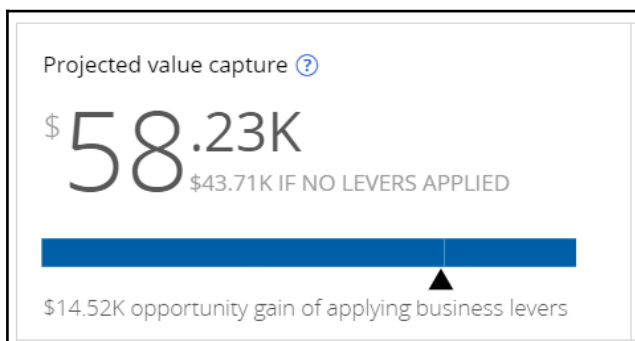 Projected value capture ?
$58.23K
$43.71K IF NO LEVERS APPLIED
$14.52K opportunity gain of applying business levers